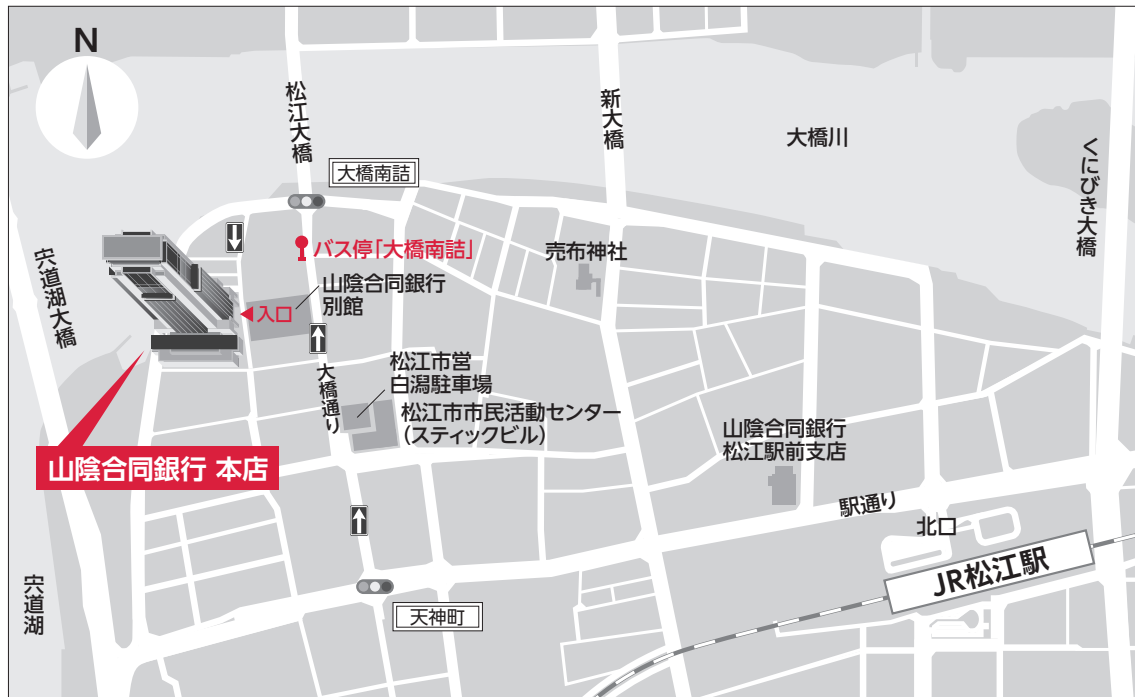 N
松江大橋
新大橋
大橋川
くにびき大橋
大橋南詰
宍道湖大橋
バス停「大橋南詰」
売布神社
山陰合同銀行
別館
入口
大橋通り
松江市営
白潟駐車場
松江市市民活動センター
(スティックビル)
山陰合同銀行
松江駅前支店
山陰合同銀行 本店
駅通り
北口
JR松江駅
宍道湖
天神町